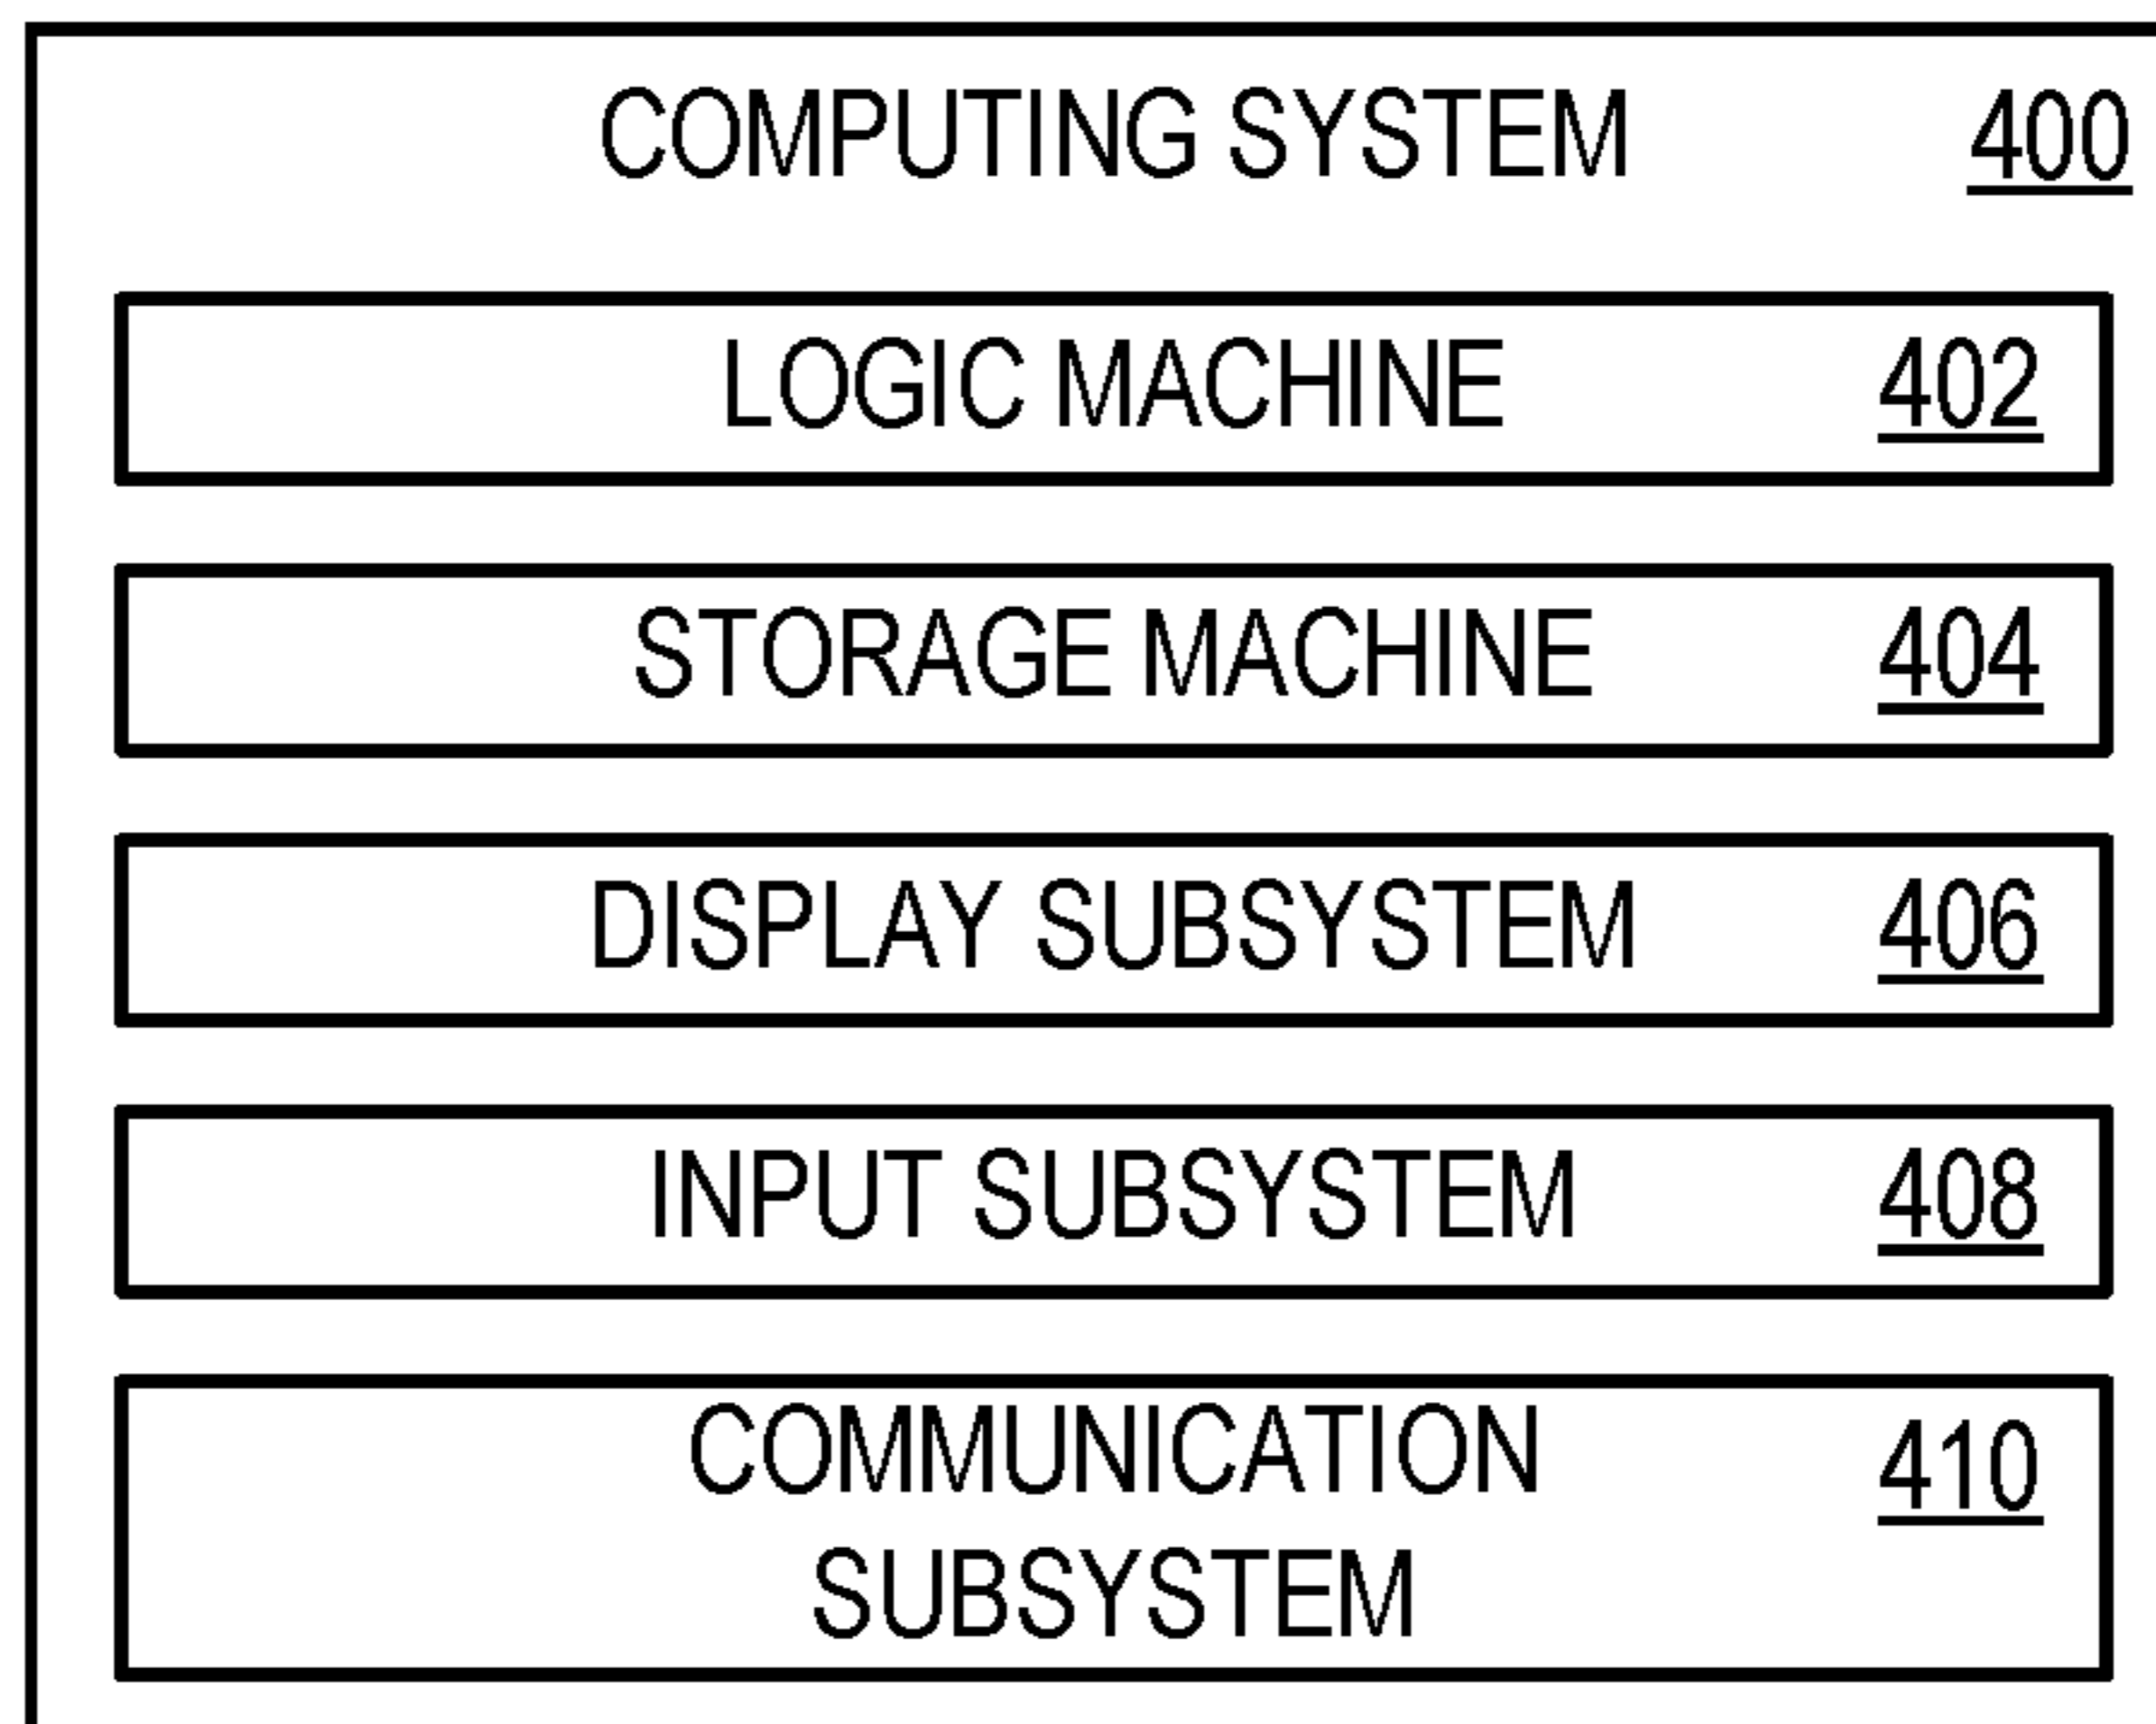 COMPUTING SYSTEM 400
LOGIC MACHINE 402
STORAGE MACHINE 404
DISPLAY SUBSYSTEM 406
INPUT SUBSYSTEM 408
COMMUNICATION 410
SUBSYSTEM